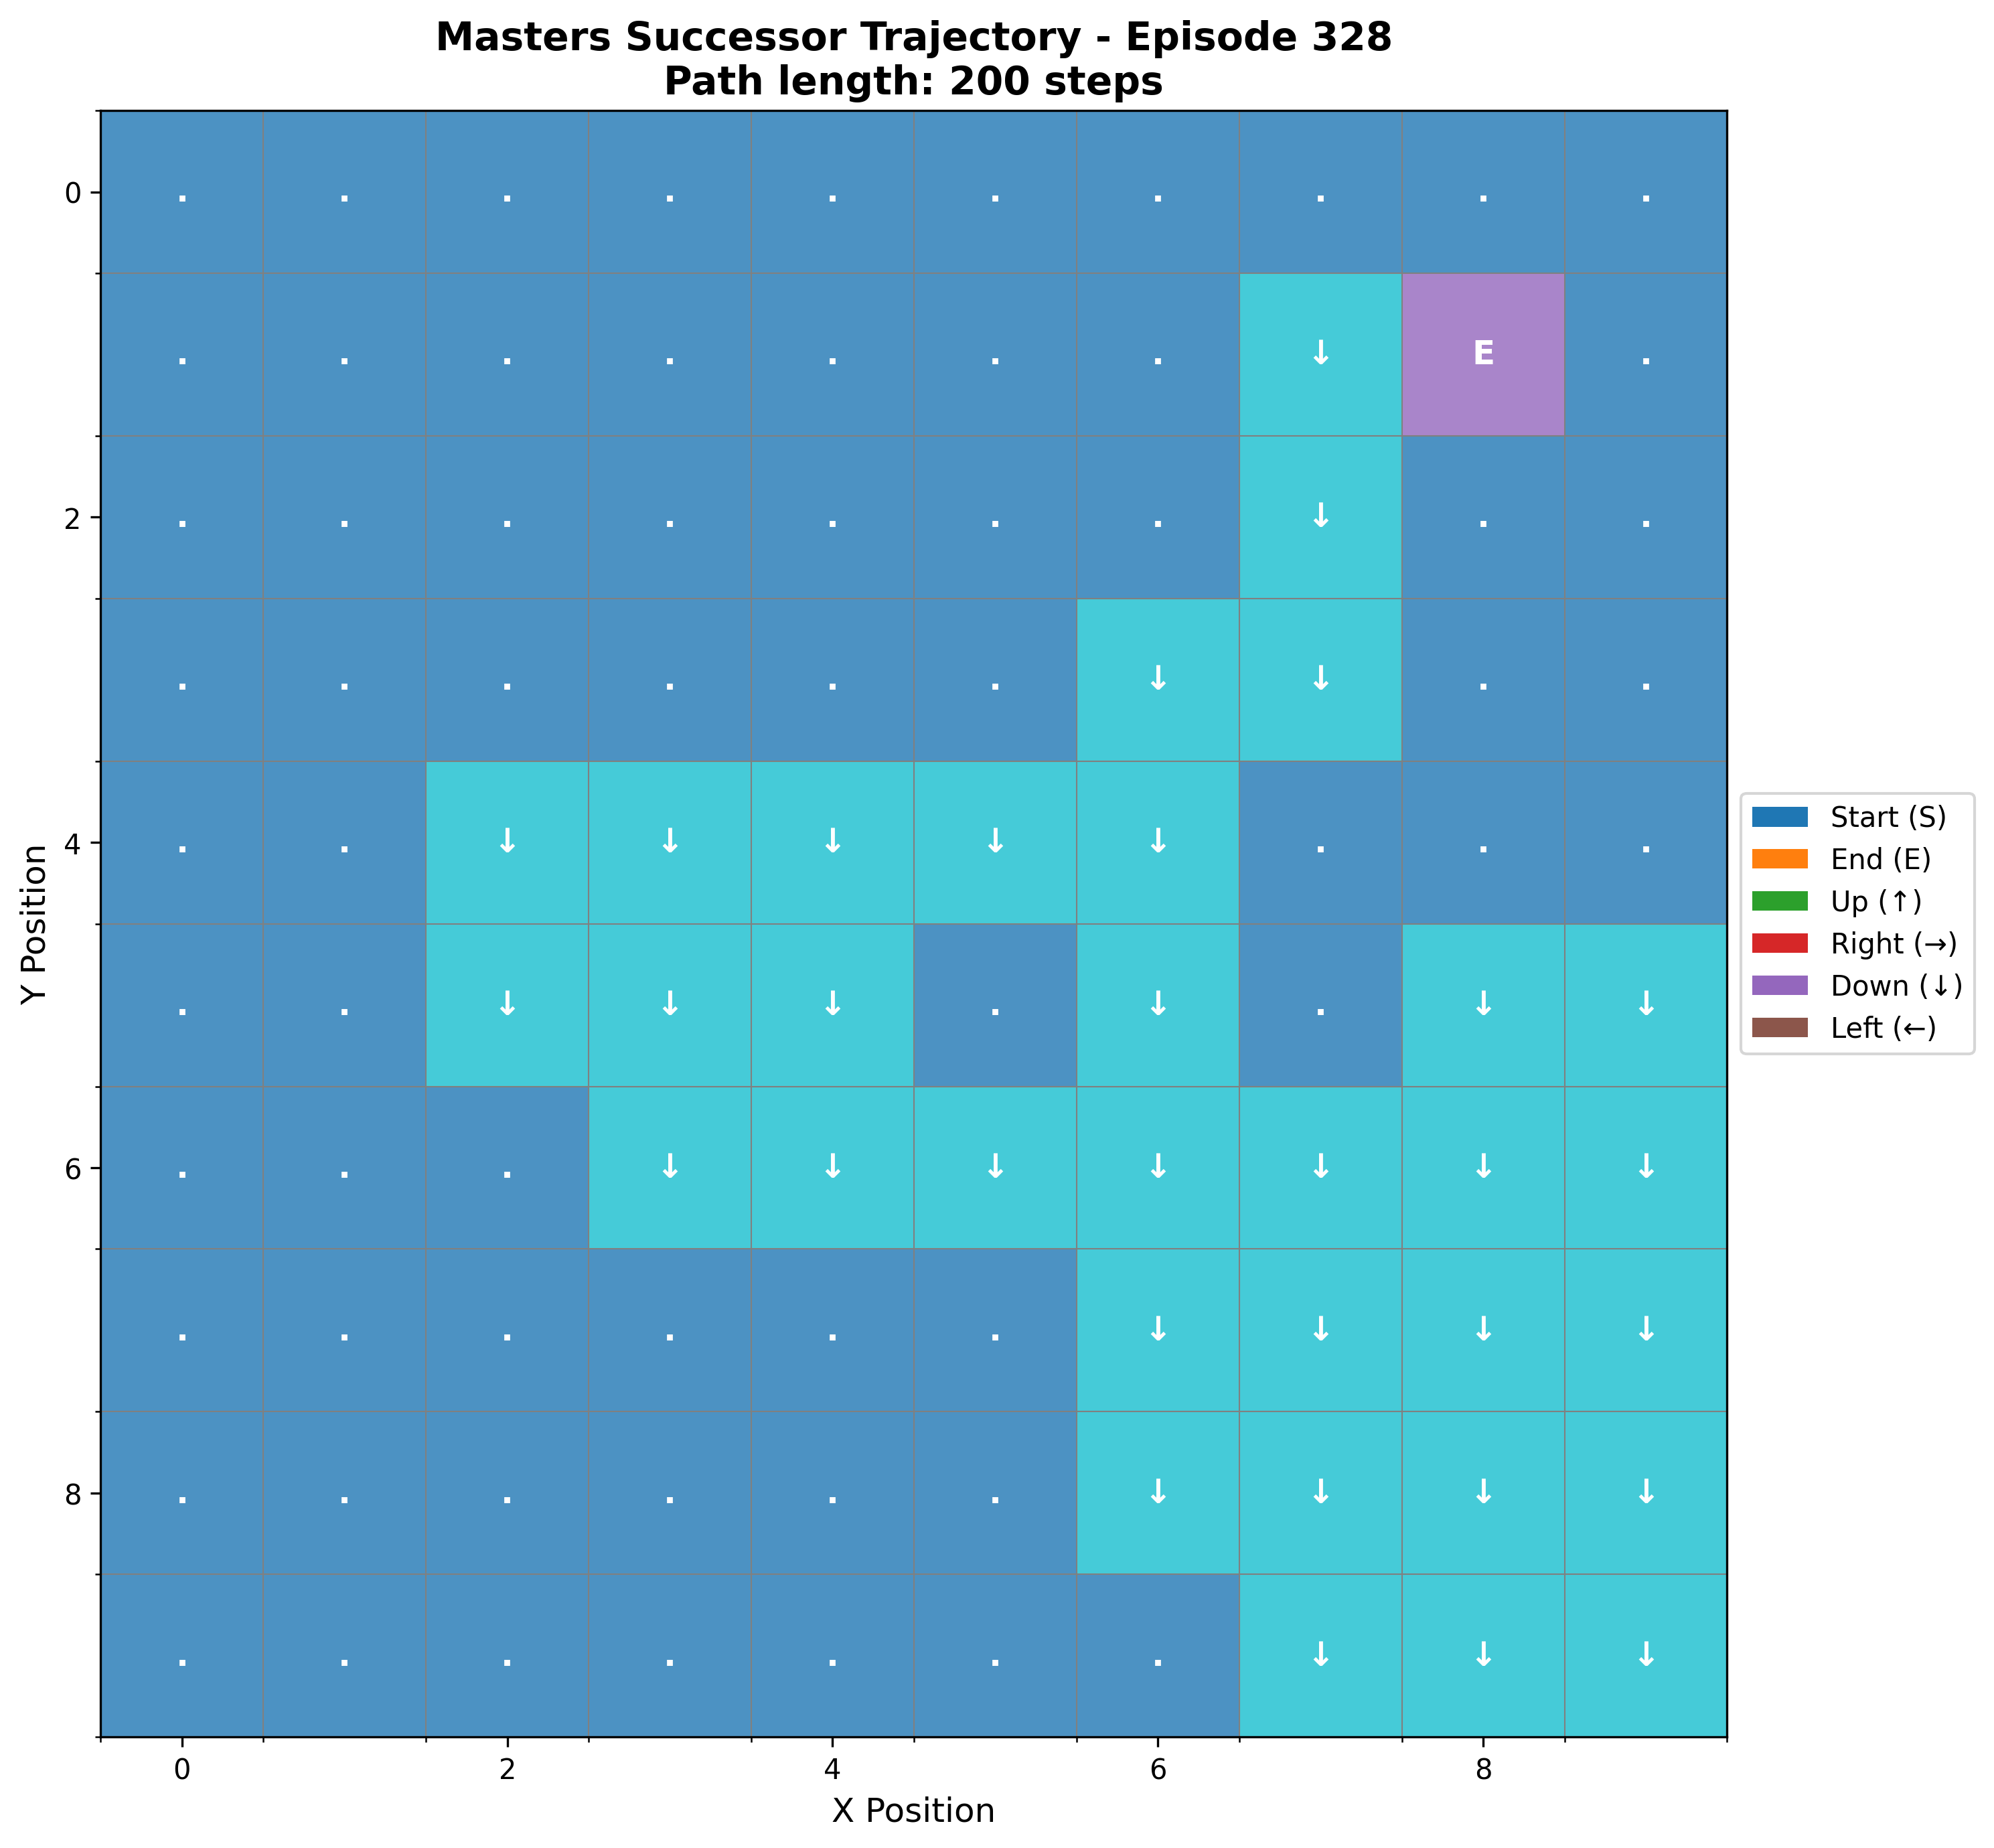 Masters Successor Trajectory - Episode 328
Path length: 200 steps
0 . . . . . . . . . .
. . . . . . . ↓ E .
2 . . . . . . . ↓ . .
. . . . . . ↓ ↓ . .
4 . . ↓ ↓ ↓ ↓ ↓ . . .
. . ↓ ↓ ↓ . ↓ . ↓ ↓
6 . . . ↓ ↓ ↓ ↓ ↓ ↓ ↓
. . . . . . ↓ ↓ ↓ ↓
8 . . . . . . ↓ ↓ ↓ ↓
. . . . . . . ↓ ↓ ↓
0 2 4 6 8
X Position
Y Position
Start (S)
End (E)
Up (↑)
Right (→)
Down (↓)
Left (←)